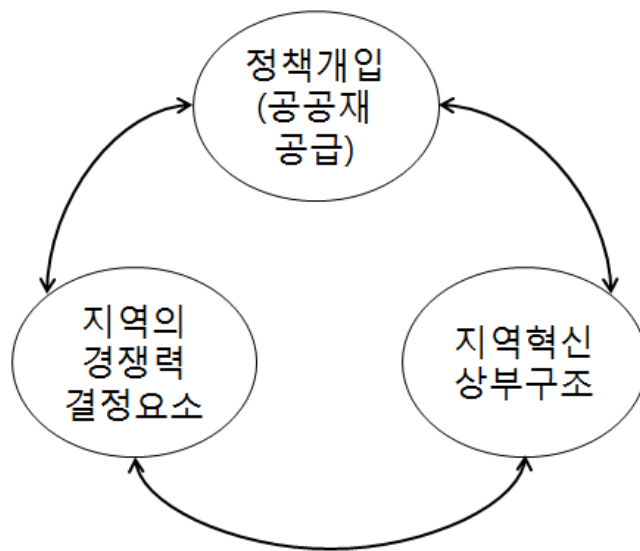 정책개입
(공공재
공급)
지역의
경쟁력
결정요소
지역혁신
상부구조